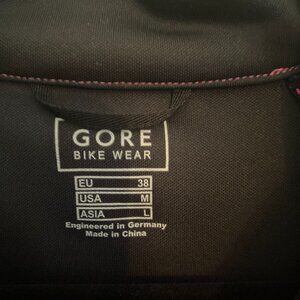 GORE
BIKE WEAR
EU 38
USA M
ASIA L
Engineered in Germany
Made in China